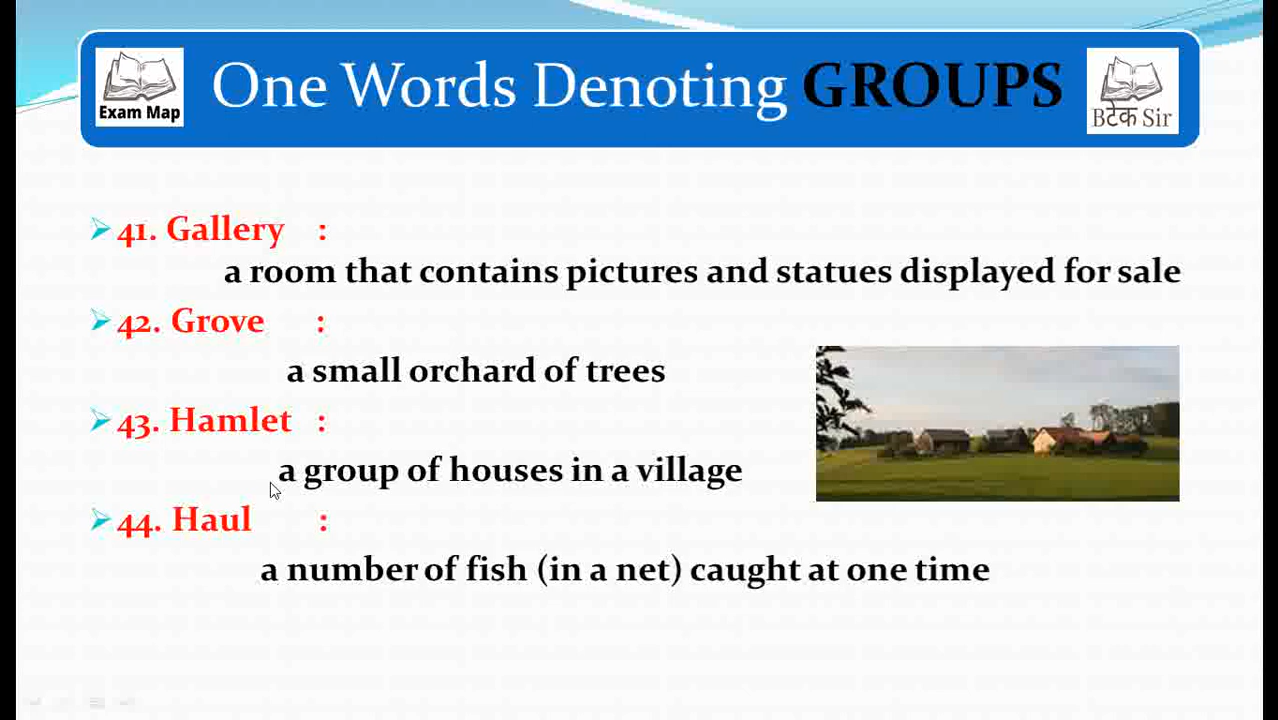 Exam Map
One Words Denoting GROUPS
Bटेक Sir
41. Gallery :
a room that contains pictures and statues displayed for sale
42. Grove :
a small orchard of trees
43. Hamlet :
a group of houses in a village
44. Haul :
a number of fish (in a net) caught at one time